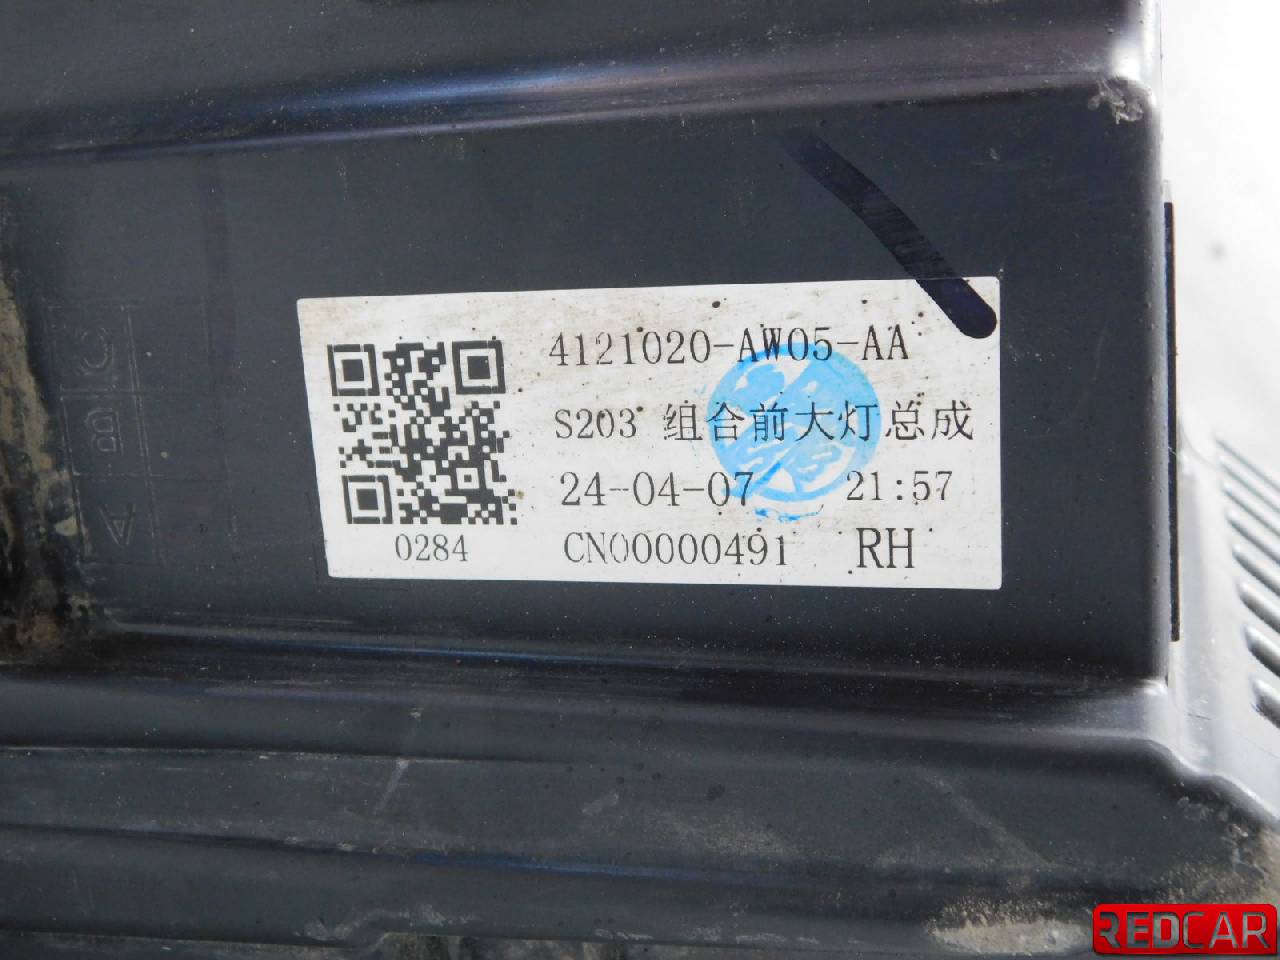 4121020-AW05-AA
S203 组合前大灯总成
24-04-07 21:57
0284 CN00000491 RH
C
B
A
REDCAR